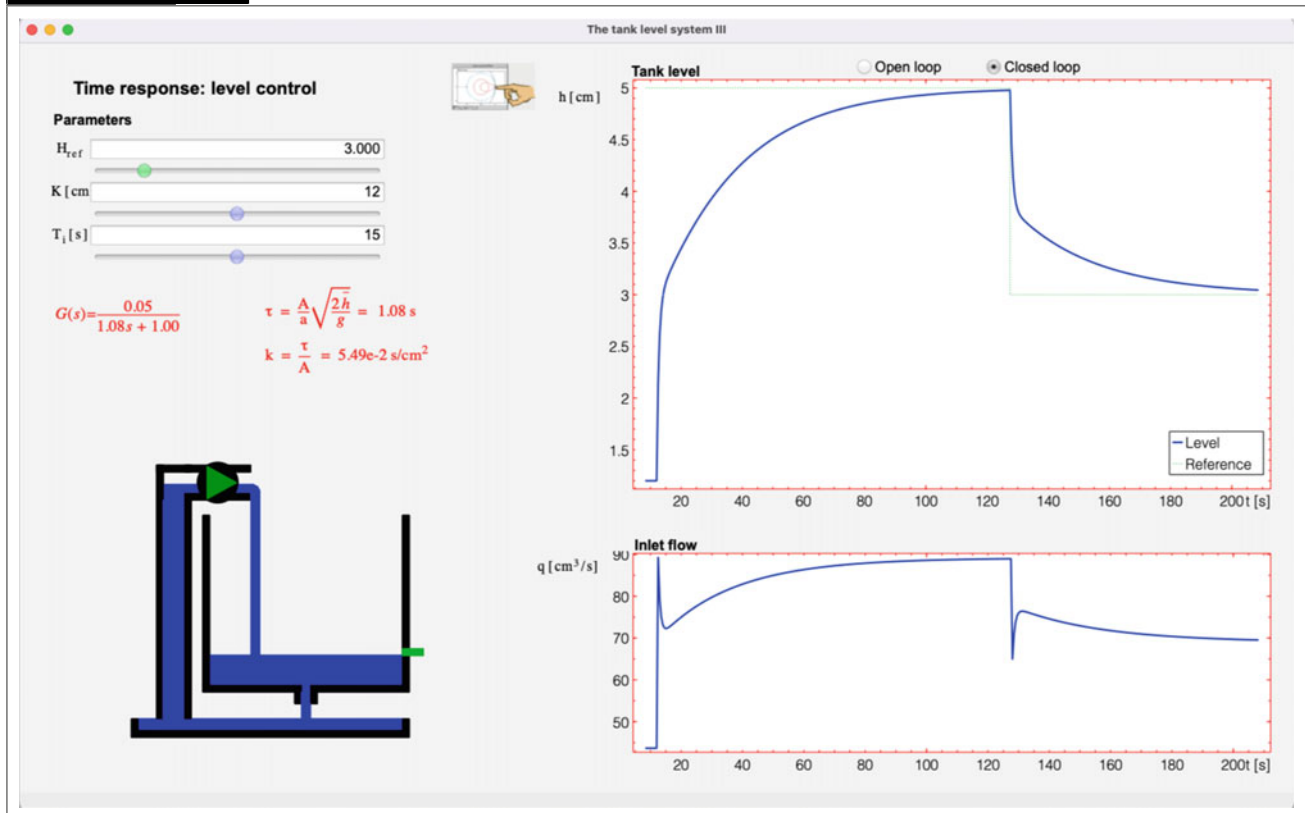 The tank level system III
Time response: level control
Parameters
H_ref 3.000
K [cm 12
T_i [s] 15
G(s)= 0.05 / 1.08s + 1.00
τ = A/a √(2h̄/g) = 1.08 s
k = τ/A = 5.49e-2 s/cm²
Open loop Closed loop
Tank level
h [cm]
5
4.5
4
3.5
3
2.5
2
1.5
Level
Reference
20 40 60 80 100 120 140 160 180 200t [s]
Inlet flow
q [cm³/s]
90
80
70
60
50
20 40 60 80 100 120 140 160 180 200t [s]